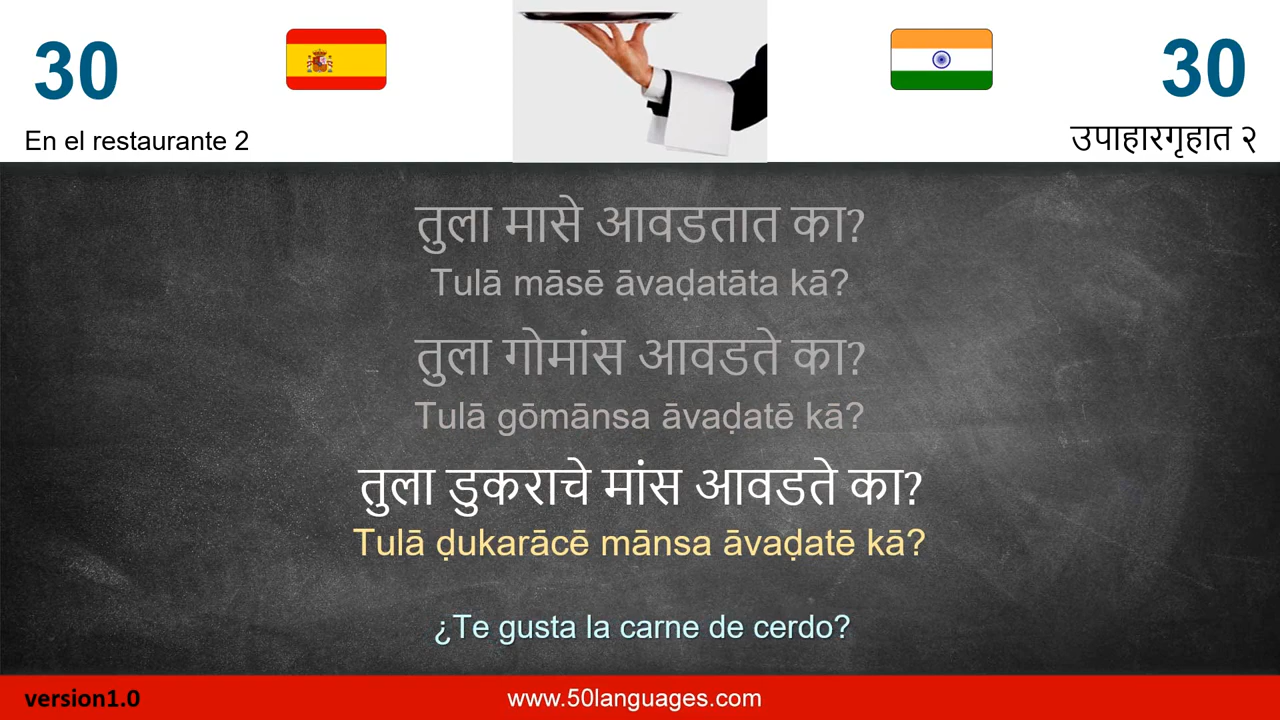 30
30
En el restaurante 2
उपाहारगृहात २
तुला मासे आवडतात का?
Tulā māsē āvaḍatāta kā?
तुला गोमांस आवडते का?
Tulā gōmānsa āvaḍatē kā?
तुला डुकराचे मांस आवडते का?
Tulā ḍukarācē mānsa āvaḍatē kā?
¿Te gusta la carne de cerdo?
version1.0
www.50languages.com